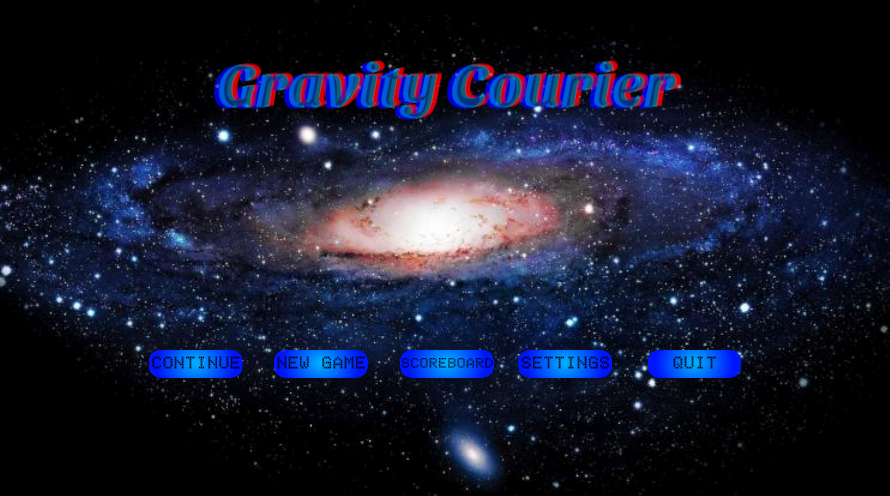 Gravity Courier
CONTINUE NEW GAME SCOREBOARD SETTINGS QUIT